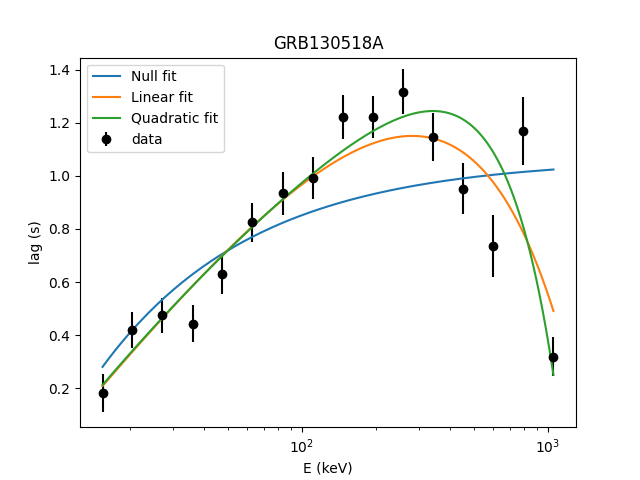 GRB130518A
Null fit
Linear fit
Quadratic fit
data
lag (s)
1.4
1.2
1.0
0.8
0.6
0.4
0.2
10²
10³
E (keV)